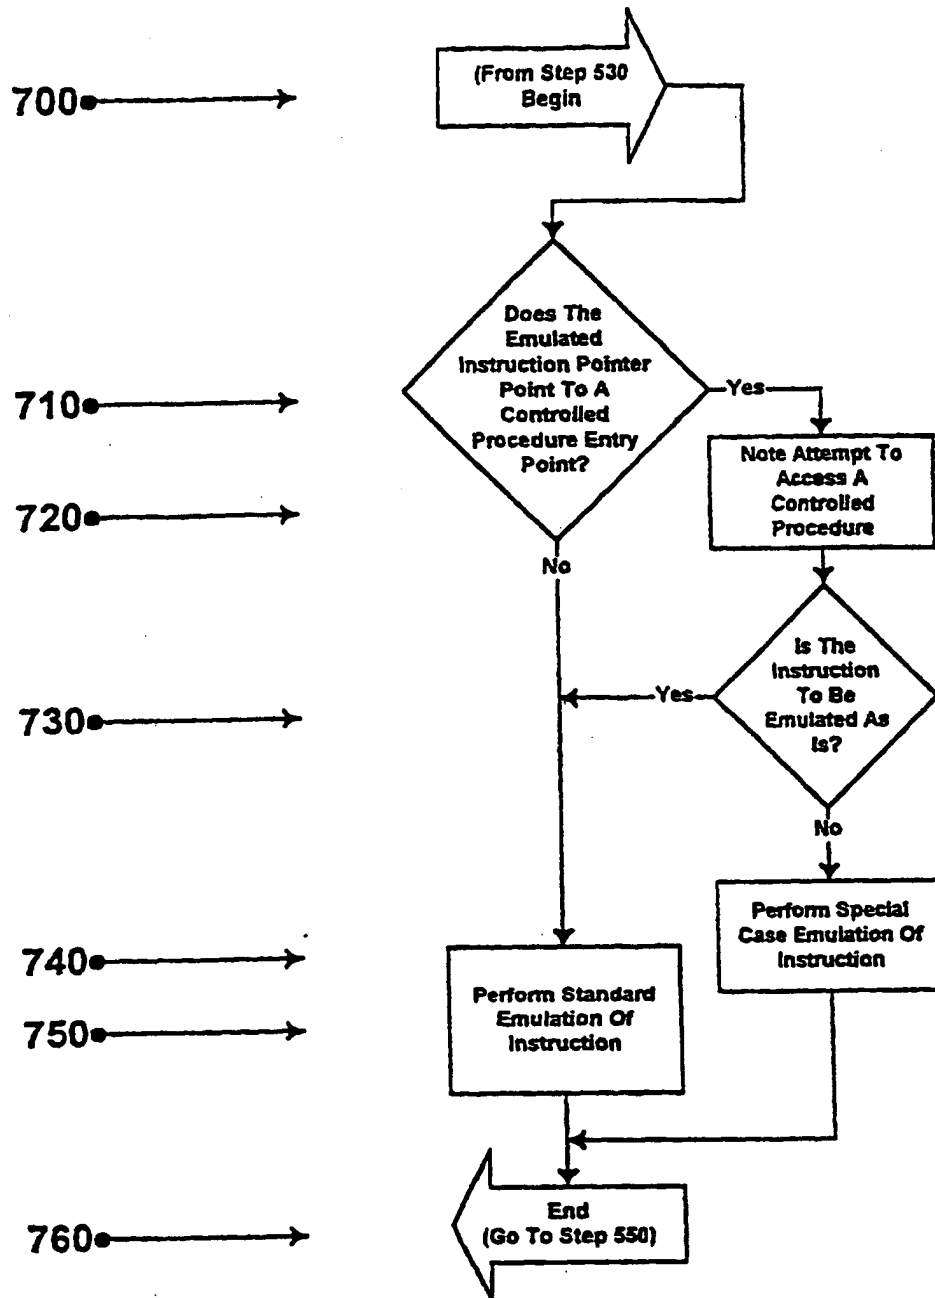 700
(From Step 530
Begin
Does The
Emulated
Instruction Pointer
Point To A
Controlled
Procedure Entry
Point?
710
Yes
Note Attempt To
Access A
Controlled
Procedure
720
No
Is The
Instruction
To Be
Emulated As
Is?
Yes
730
No
Perform Special
Case Emulation Of
Instruction
740
Perform Standard
Emulation Of
Instruction
750
End
(Go To Step 550)
760